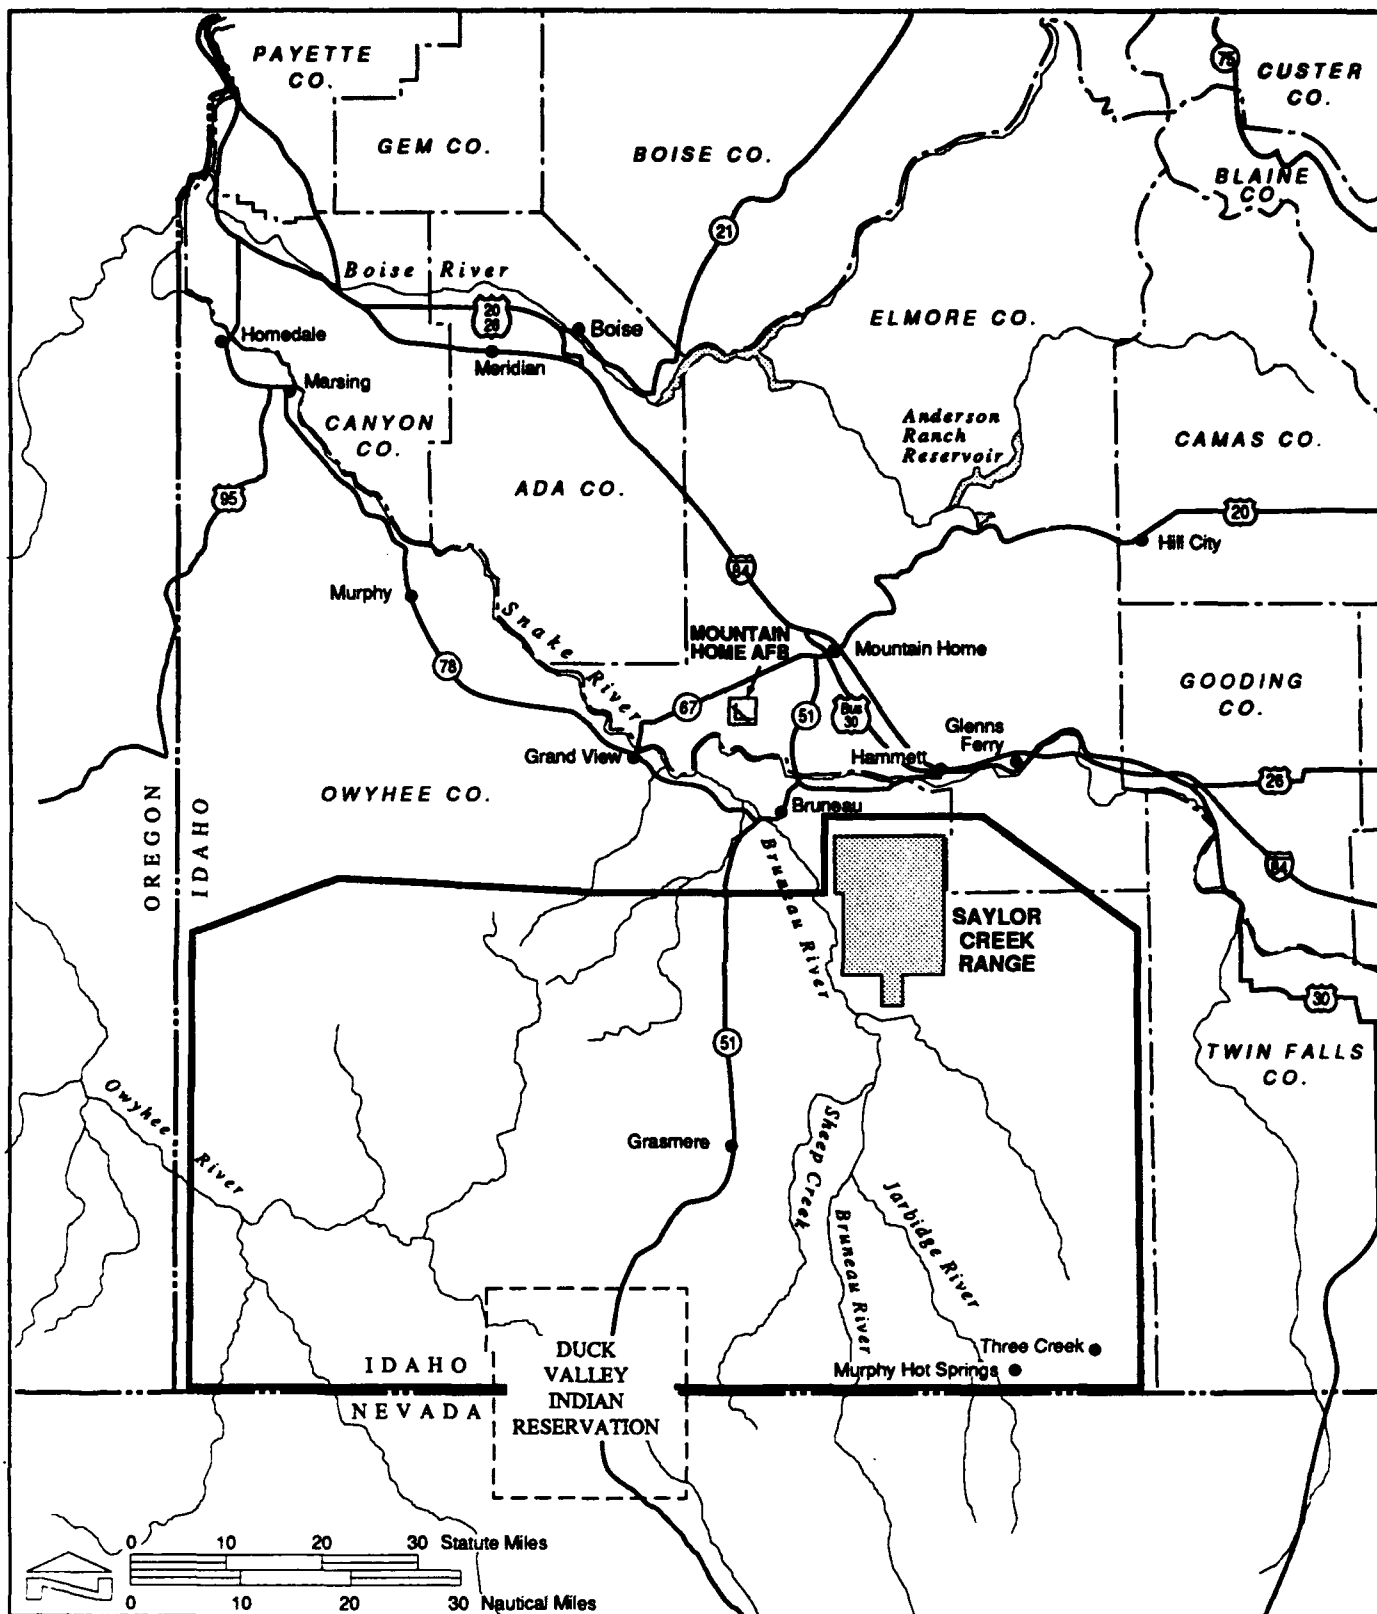 PAYETTE
CO.
75
CUSTER
CO.
GEM CO.
BOISE CO.
BLAINE
CO.
21
Boise River
20
26
Boise
ELMORE CO.
Homedale
Meridian
Marsing
CANYON
CO.
Anderson
Ranch
Reservoir
CAMAS CO.
ADA CO.
95
20
Hill City
84
Murphy
Snake River
MOUNTAIN
HOME AFB
Mountain Home
78
67
51
Bus
30
GOODING
CO.
Glenns
Ferry
Grand View
Hammett
26
OWYHEE CO.
Bruneau
OREGON
IDAHO
84
Bruneau River
SAYLOR
CREEK
RANGE
30
51
TWIN FALLS
CO.
Owyhee River
Sheep Creek
Grasmere
Jarbidge River
Bruneau River
Three Creek
Murphy Hot Springs
IDAHO
NEVADA
DUCK
VALLEY
INDIAN
RESERVATION
0 10 20 30 Statute Miles
N
0 10 20 30 Nautical Miles